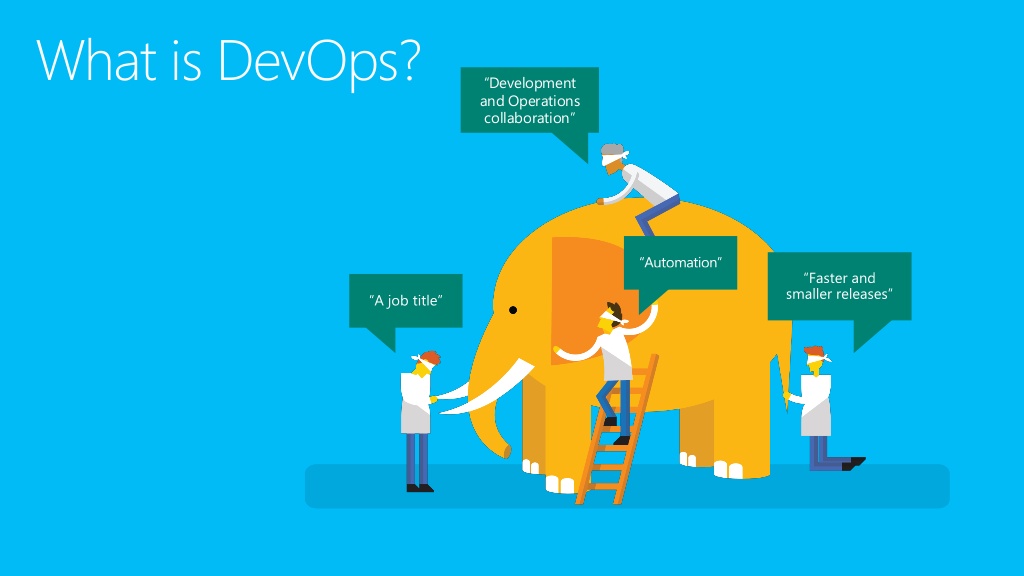 What is DevOps?
“Development
and Operations
collaboration”
“Automation”
“Faster and
smaller releases”
“A job title”